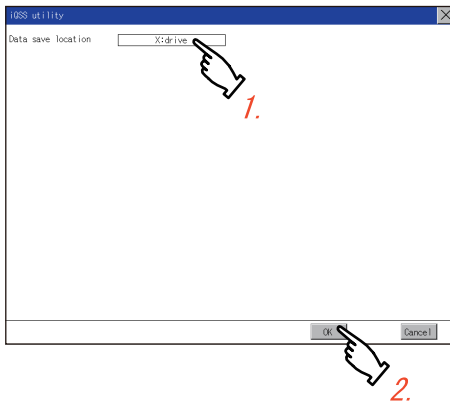 iQSS utility
Data save location
X:drive
1.
OK
Cancel
2.